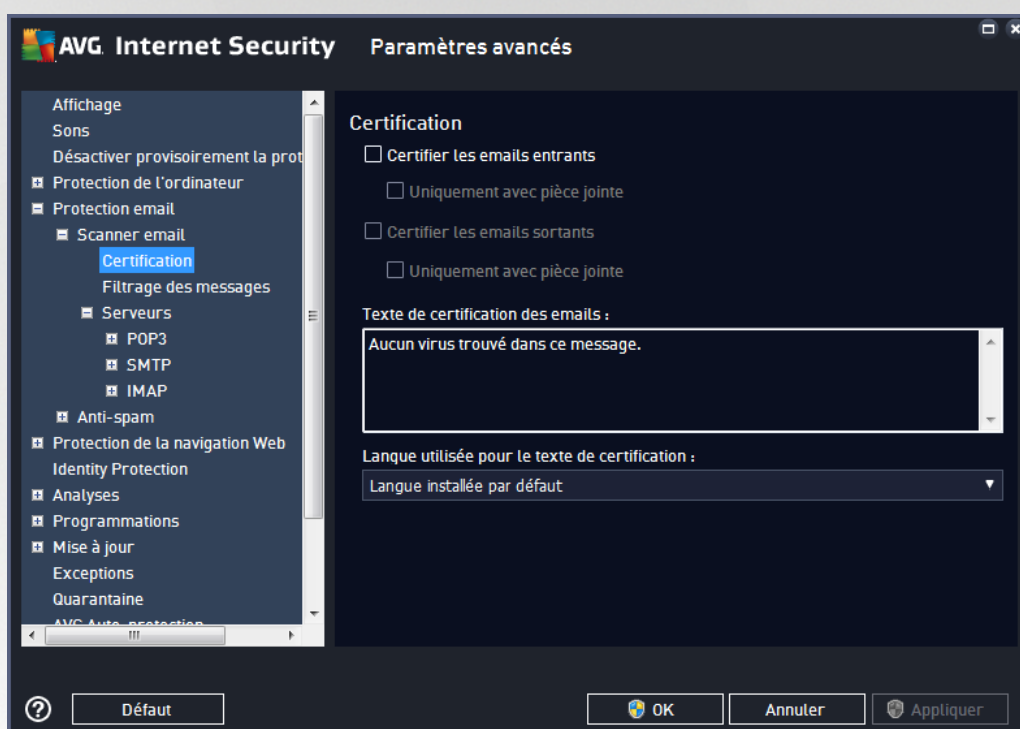 AVG. Internet Security Paramètres avancés
Affichage
Sons
Désactiver provisoirement la prot
Protection de l'ordinateur
Protection email
Scanner email
Certification
Filtrage des messages
Serveurs
POP3
SMTP
IMAP
Anti-spam
Protection de la navigation Web
Identity Protection
Analyses
Programmations
Mise à jour
Exceptions
Quarantaine
AVG Auto-protection
Certification
Certifier les emails entrants
Uniquement avec pièce jointe
Certifier les emails sortants
Uniquement avec pièce jointe
Texte de certification des emails :
Aucun virus trouvé dans ce message.
Langue utilisée pour le texte de certification :
Langue installée par défaut
Défaut OK Annuler Appliquer